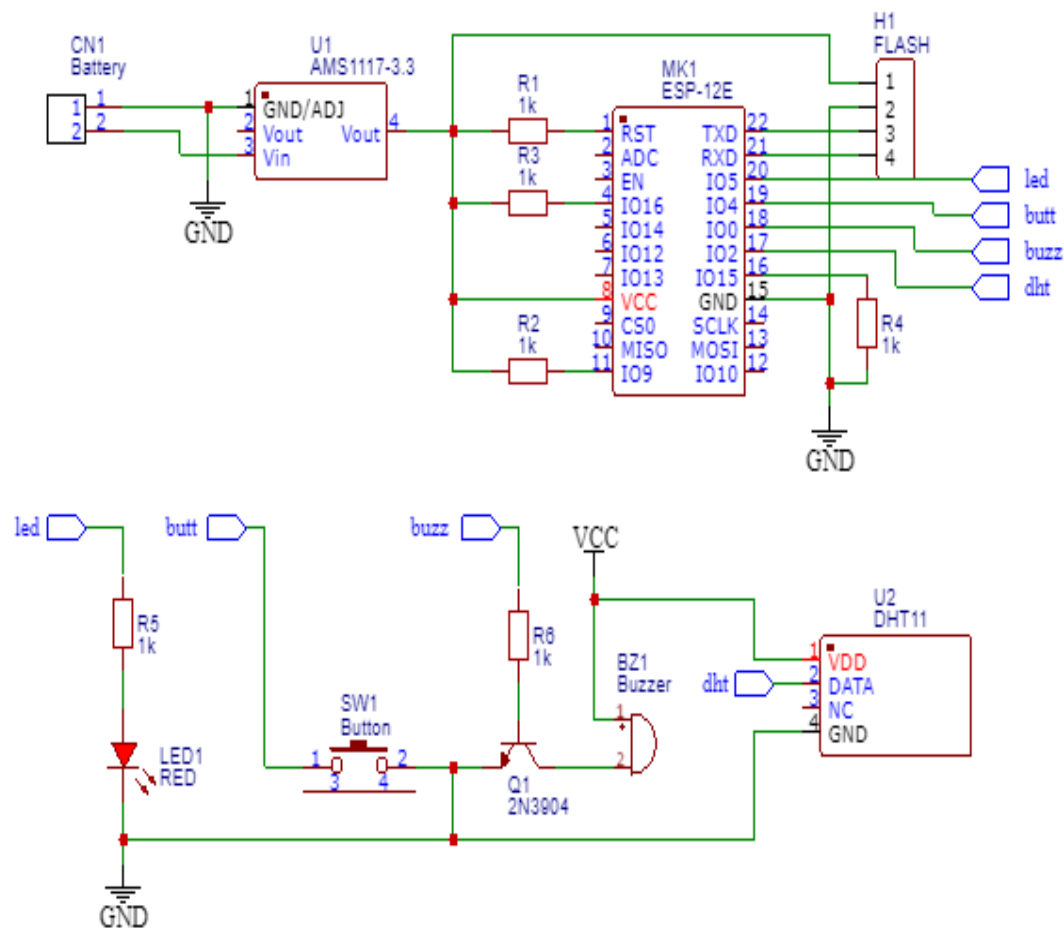 CN1
Battery
1
2
1
2
GND
U1
AMS1117-3.3
1
2
3
GND/ADJ
Vout
Vin
Vout
4
R1
1k
R3
1k
R2
1k
MK1
ESP-12E
1 RST
2 ADC
3 EN
4 IO16
5 IO14
6 IO12
7 IO13
8 VCC
9 CS0
10 MISO
11 IO9
TXD 22
RXD 21
IO5 20
IO4 19
IO0 18
IO2 17
IO15 16
GND 15
SCLK 14
MOSI 13
IO10 12
H1
FLASH
1
2
3
4
led
butt
buzz
dht
R4
1k
GND
led
R5
1k
LED1
RED
GND
butt
SW1
Button
1
2
3
4
buzz
R6
1k
Q1
2N3904
VCC
BZ1
Buzzer
1
+
2
dht
U2
DHT11
1 VDD
2 DATA
3 NC
4 GND